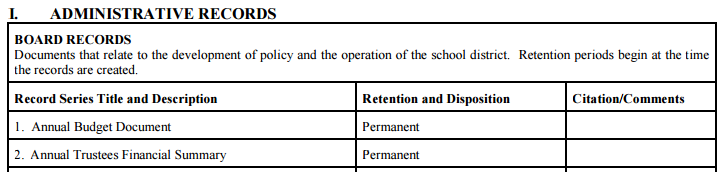 I. ADMINISTRATIVE RECORDS
BOARD RECORDS
Documents that relate to the development of policy and the operation of the school district. Retention periods begin at the time
the records are created.
Record Series Title and Description Retention and Disposition Citation/Comments
1. Annual Budget Document Permanent
2. Annual Trustees Financial Summary Permanent